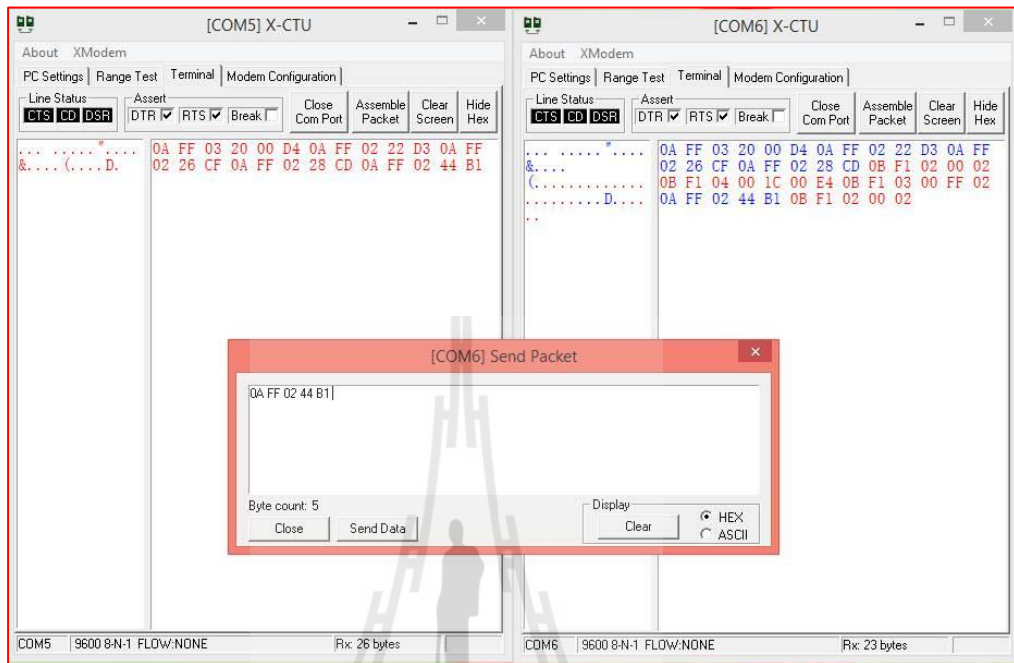 [COM5] X-CTU
About XModem
PC Settings Range Test Terminal Modem Configuration
Line Status
CTS CD DSR
Assert
DTR RTS Break
Close Com Port
Assemble Packet
Clear Screen
Hide Hex
... ....."....
&....(....D.
0A FF 03 20 00 D4 0A FF 02 22 D3 0A FF
02 26 CF 0A FF 02 28 CD 0A FF 02 44 B1
COM5 9600 8-N-1 FLOW:NONE Rx: 26 bytes
[COM6] X-CTU
About XModem
PC Settings Range Test Terminal Modem Configuration
Line Status
CTS CD DSR
Assert
DTR RTS Break
Close Com Port
Assemble Packet
Clear Screen
Hide Hex
... ....."....
&....
(.............
.........D....
..
0A FF 03 20 00 D4 0A FF 02 22 D3 0A FF
02 26 CF 0A FF 02 28 CD 0B F1 02 00 02
0B F1 04 00 1C 00 E4 0B F1 03 00 FF 02
0A FF 02 44 B1 0B F1 02 00 02
COM6 9600 8-N-1 FLOW:NONE Rx: 23 bytes
[COM6] Send Packet
0A FF 02 44 B1
Byte count: 5
Close
Send Data
Display
Clear
HEX
ASCII